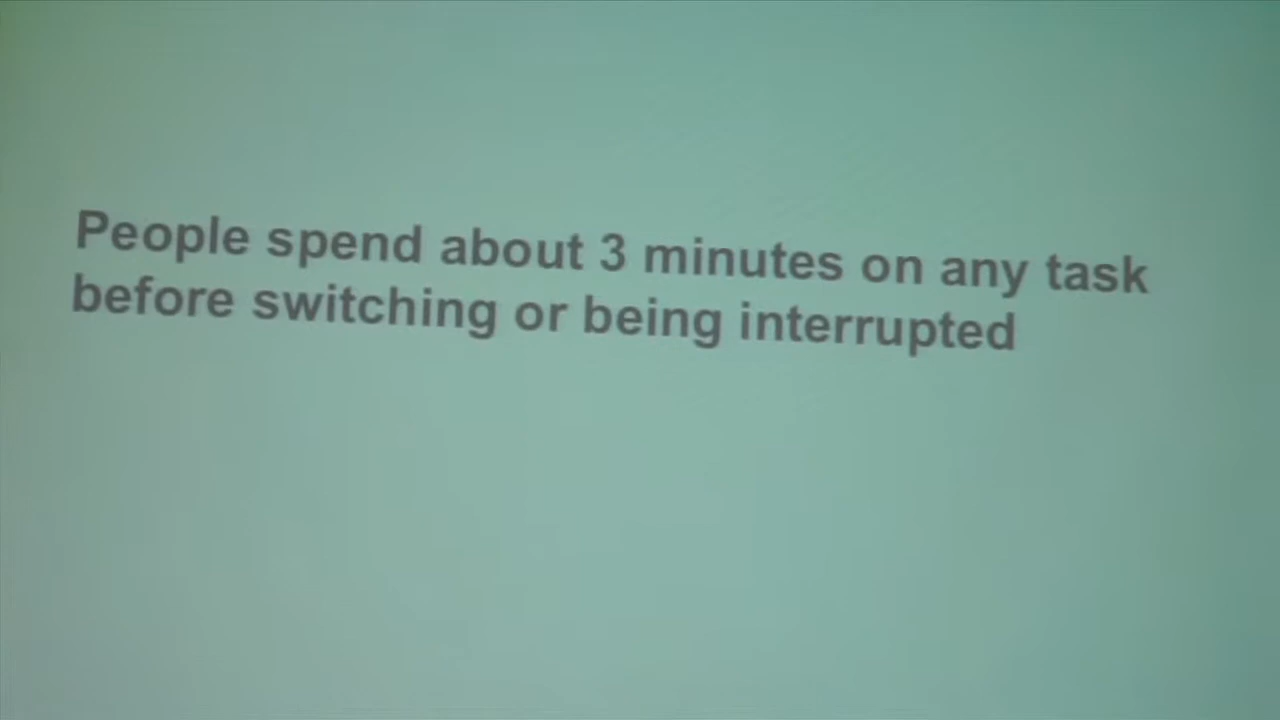 People spend about 3 minutes on any task
before switching or being interrupted